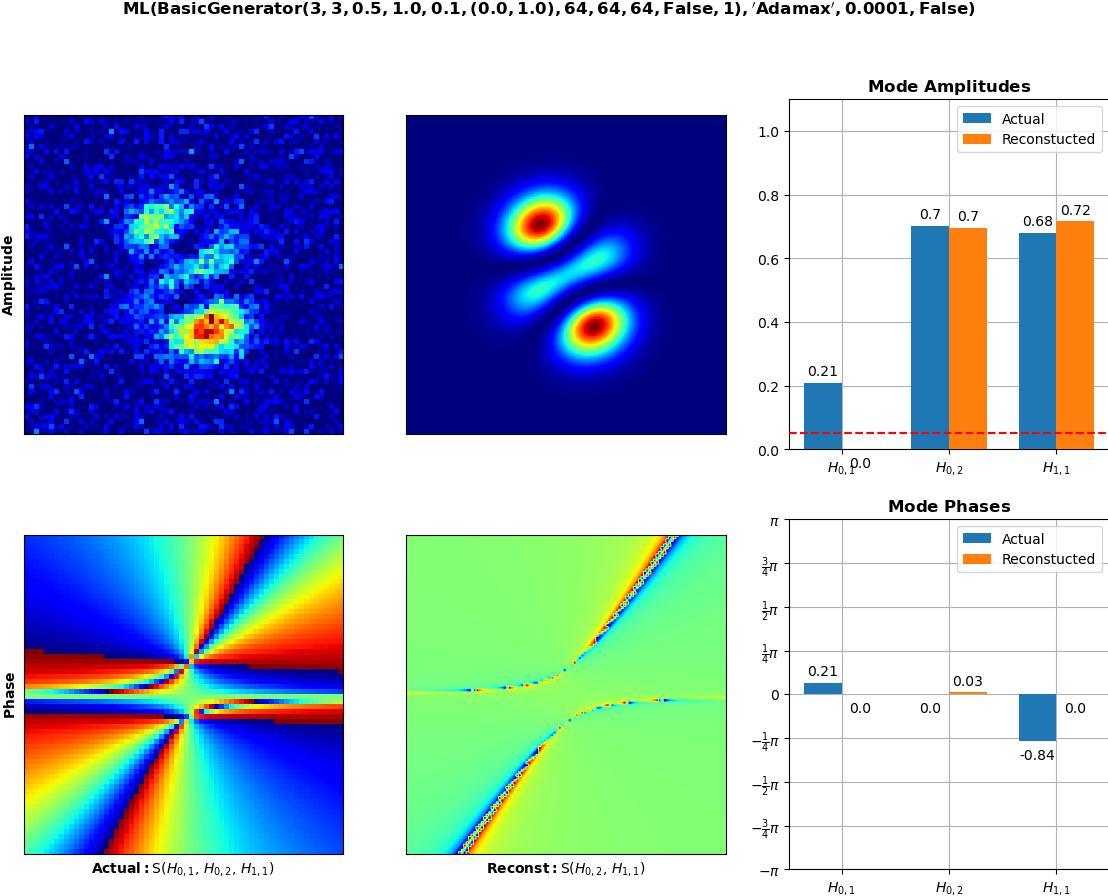 ML(BasicGenerator(3, 3, 0.5, 1.0, 0.1, (0.0, 1.0), 64, 64, 64, False, 1), ′Adamax′, 0.0001, False)
Amplitude
Mode Amplitudes
Actual
Reconstucted
1.0
0.8
0.6
0.4
0.2
0.0
0.21
0.0
0.7
0.7
0.68
0.72
H0,1
H0,2
H1,1
Phase
Actual: S(H0,1, H0,2, H1,1)
Reconst: S(H0,2, H1,1)
Mode Phases
Actual
Reconstucted
π
3/4π
1/2π
1/4π
0
−1/4π
−1/2π
−3/4π
−π
0.21
0.0
0.0
0.03
-0.84
0.0
H0,1
H0,2
H1,1